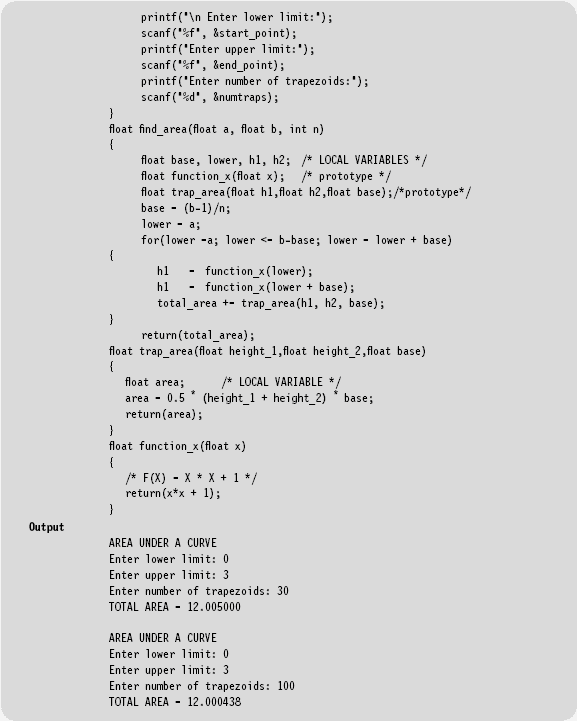 printf("\n Enter lower limit:");
scanf("%f", &start_point);
printf("Enter upper limit:");
scanf("%f", &end_point);
printf("Enter number of trapezoids:");
scanf("%d", &numtraps);
}
float find_area(float a, float b, int n)
{
float base, lower, h1, h2; /* LOCAL VARIABLES */
float function_x(float x); /* prototype */
float trap_area(float h1,float h2,float base);/*prototype*/
base = (b-1)/n;
lower = a;
for(lower =a; lower <= b-base; lower = lower + base)
{
h1 = function_x(lower);
h1 = function_x(lower + base);
total_area += trap_area(h1, h2, base);
}
return(total_area);
float trap_area(float height_1,float height_2,float base)
{
float area; /* LOCAL VARIABLE */
area = 0.5 * (height_1 + height_2) * base;
return(area);
}
float function_x(float x)
{
/* F(X) = X * X + 1 */
return(x*x + 1);
}
Output
AREA UNDER A CURVE
Enter lower limit: 0
Enter upper limit: 3
Enter number of trapezoids: 30
TOTAL AREA = 12.005000
AREA UNDER A CURVE
Enter lower limit: 0
Enter upper limit: 3
Enter number of trapezoids: 100
TOTAL AREA = 12.000438